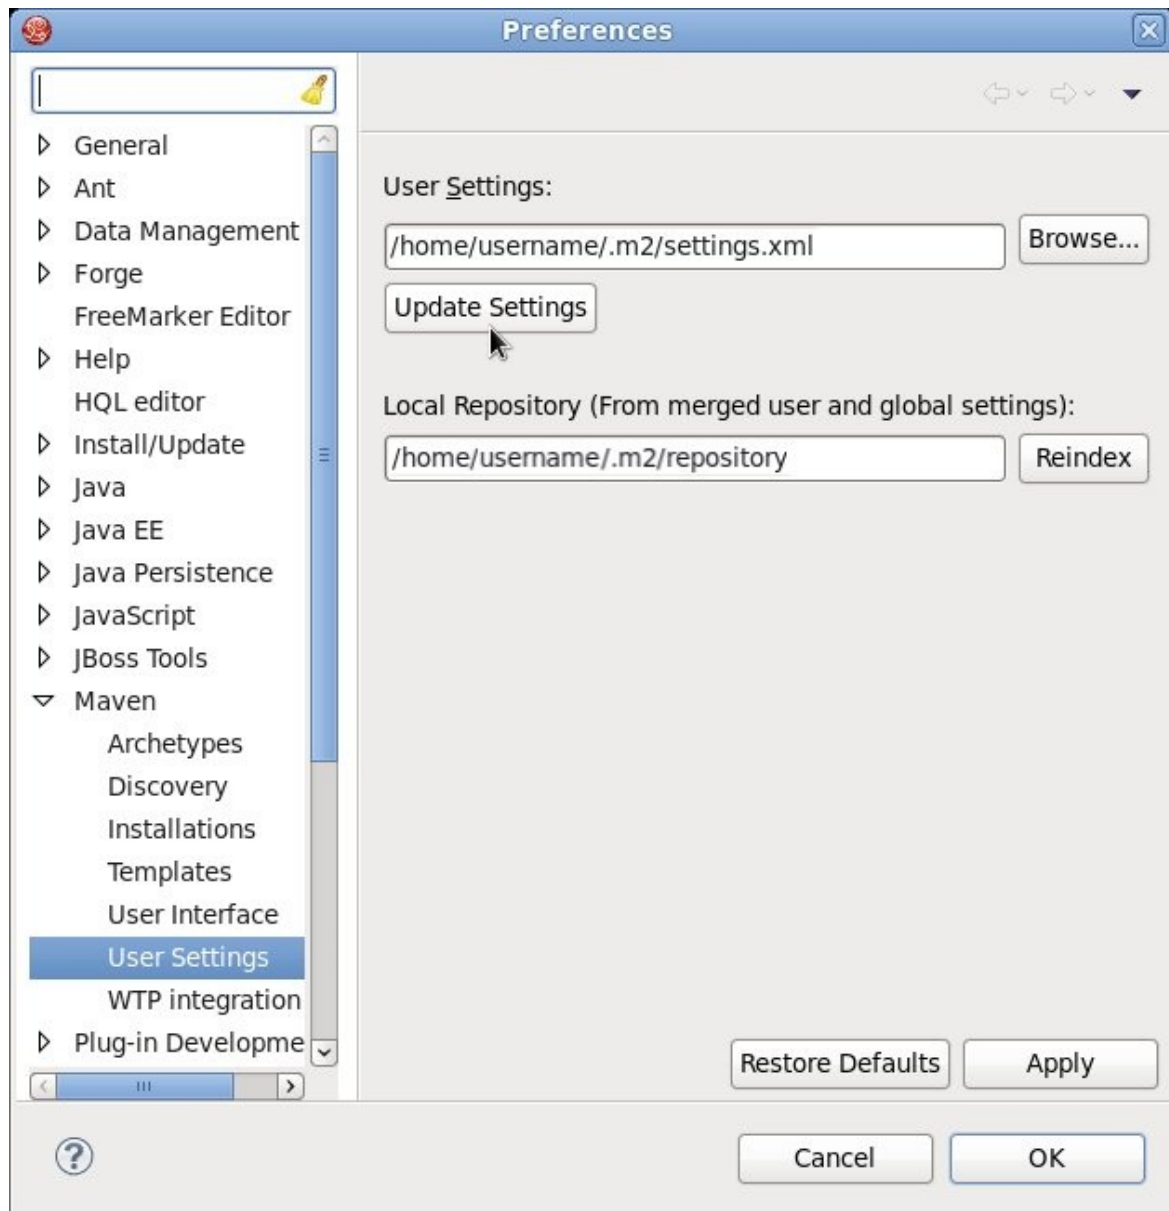 Preferences
General
Ant
Data Management
Forge
FreeMarker Editor
Help
HQL editor
Install/Update
Java
Java EE
Java Persistence
JavaScript
JBoss Tools
Maven
Archetypes
Discovery
Installations
Templates
User Interface
User Settings
WTP integration
Plug-in Developme
User Settings:
/home/username/.m2/settings.xml
Browse...
Update Settings
Local Repository (From merged user and global settings):
/home/username/.m2/repository
Reindex
Restore Defaults
Apply
?
Cancel
OK